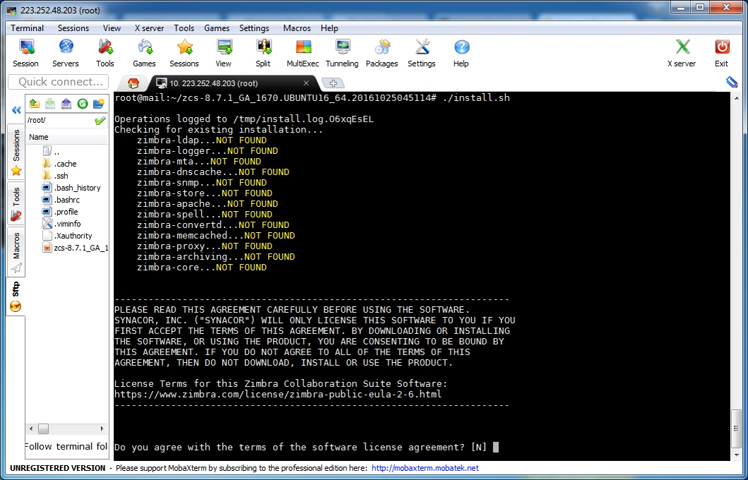 223.252.48.203 (root)
Terminal Sessions View X server Tools Games Settings Macros Help
Session Servers Tools Games Sessions View Split MultiExec Tunneling Packages Settings Help X server Exit
Quick connect...
10. 223.252.48.203 (root)
/root/
Name
..
.cache
.ssh
.bash_history
.bashrc
.profile
.viminfo
.Xauthority
zcs-8.7.1_GA_1
Follow terminal fol
Sessions
Tools
Macros
Sftp
root@mail:~/zcs-8.7.1_GA_1670.UBUNTU16_64.20161025045114# ./install.sh
Operations logged to /tmp/install.log.O6xqEsEL
Checking for existing installation...
zimbra-ldap...NOT FOUND
zimbra-logger...NOT FOUND
zimbra-mta...NOT FOUND
zimbra-dnscache...NOT FOUND
zimbra-snmp...NOT FOUND
zimbra-store...NOT FOUND
zimbra-apache...NOT FOUND
zimbra-spell...NOT FOUND
zimbra-convertd...NOT FOUND
zimbra-memcached...NOT FOUND
zimbra-proxy...NOT FOUND
zimbra-archiving...NOT FOUND
zimbra-core...NOT FOUND
----------------------------------------------------------------------
PLEASE READ THIS AGREEMENT CAREFULLY BEFORE USING THE SOFTWARE.
SYNACOR, INC. ("SYNACOR") WILL ONLY LICENSE THIS SOFTWARE TO YOU IF YOU
FIRST ACCEPT THE TERMS OF THIS AGREEMENT. BY DOWNLOADING OR INSTALLING
THE SOFTWARE, OR USING THE PRODUCT, YOU ARE CONSENTING TO BE BOUND BY
THIS AGREEMENT. IF YOU DO NOT AGREE TO ALL OF THE TERMS OF THIS
AGREEMENT, THEN DO NOT DOWNLOAD, INSTALL OR USE THE PRODUCT.
License Terms for this Zimbra Collaboration Suite Software:
https://www.zimbra.com/license/zimbra-public-eula-2-6.html
----------------------------------------------------------------------
Do you agree with the terms of the software license agreement? [N]
UNREGISTERED VERSION - Please support MobaXterm by subscribing to the professional edition here: http://mobaxterm.mobatek.net